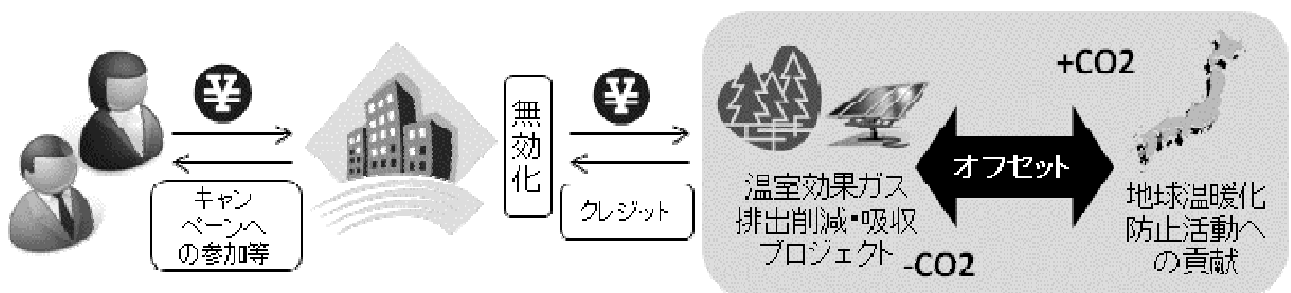 ¥
キャン
ペーンへ
の参加等
無効化
¥
クレジット
温室効果ガス
排出削減・吸収
プロジェクト
-CO2
オフセット
+CO2
地球温暖化
防止活動へ
の貢献